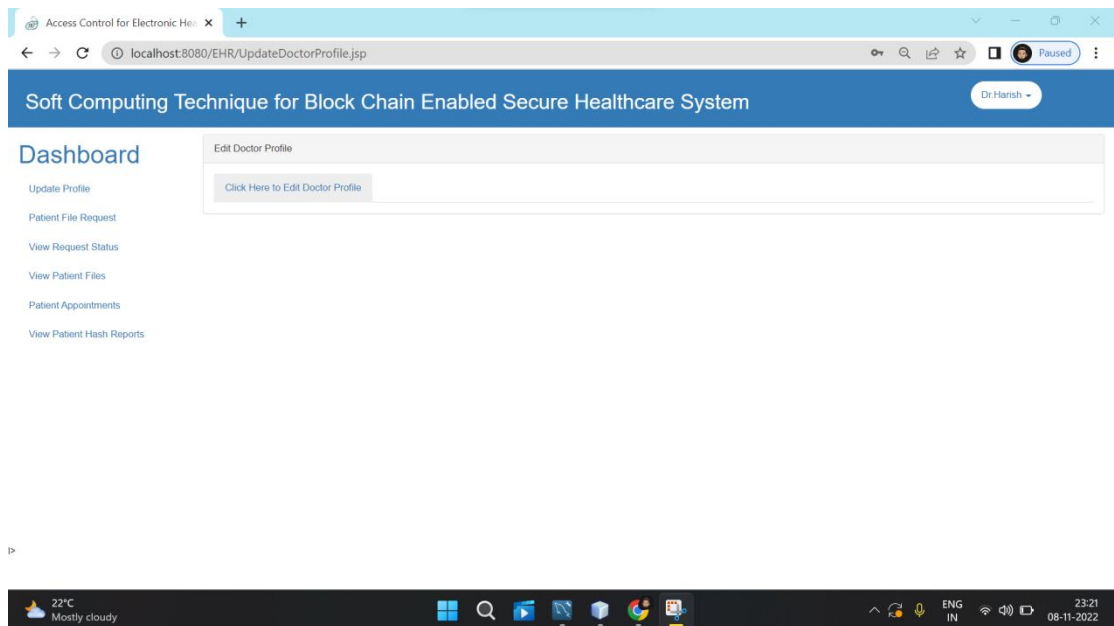 Access Control for Electronic Hea
localhost:8080/EHR/UpdateDoctorProfile.jsp
Paused
Soft Computing Technique for Block Chain Enabled Secure Healthcare System
Dr.Harish
Dashboard
Edit Doctor Profile
Update Profile
Click Here to Edit Doctor Profile
Patient File Request
View Request Status
View Patient Files
Patient Appointments
View Patient Hash Reports
|>
22°C
Mostly cloudy
ENG
IN
23:21
08-11-2022